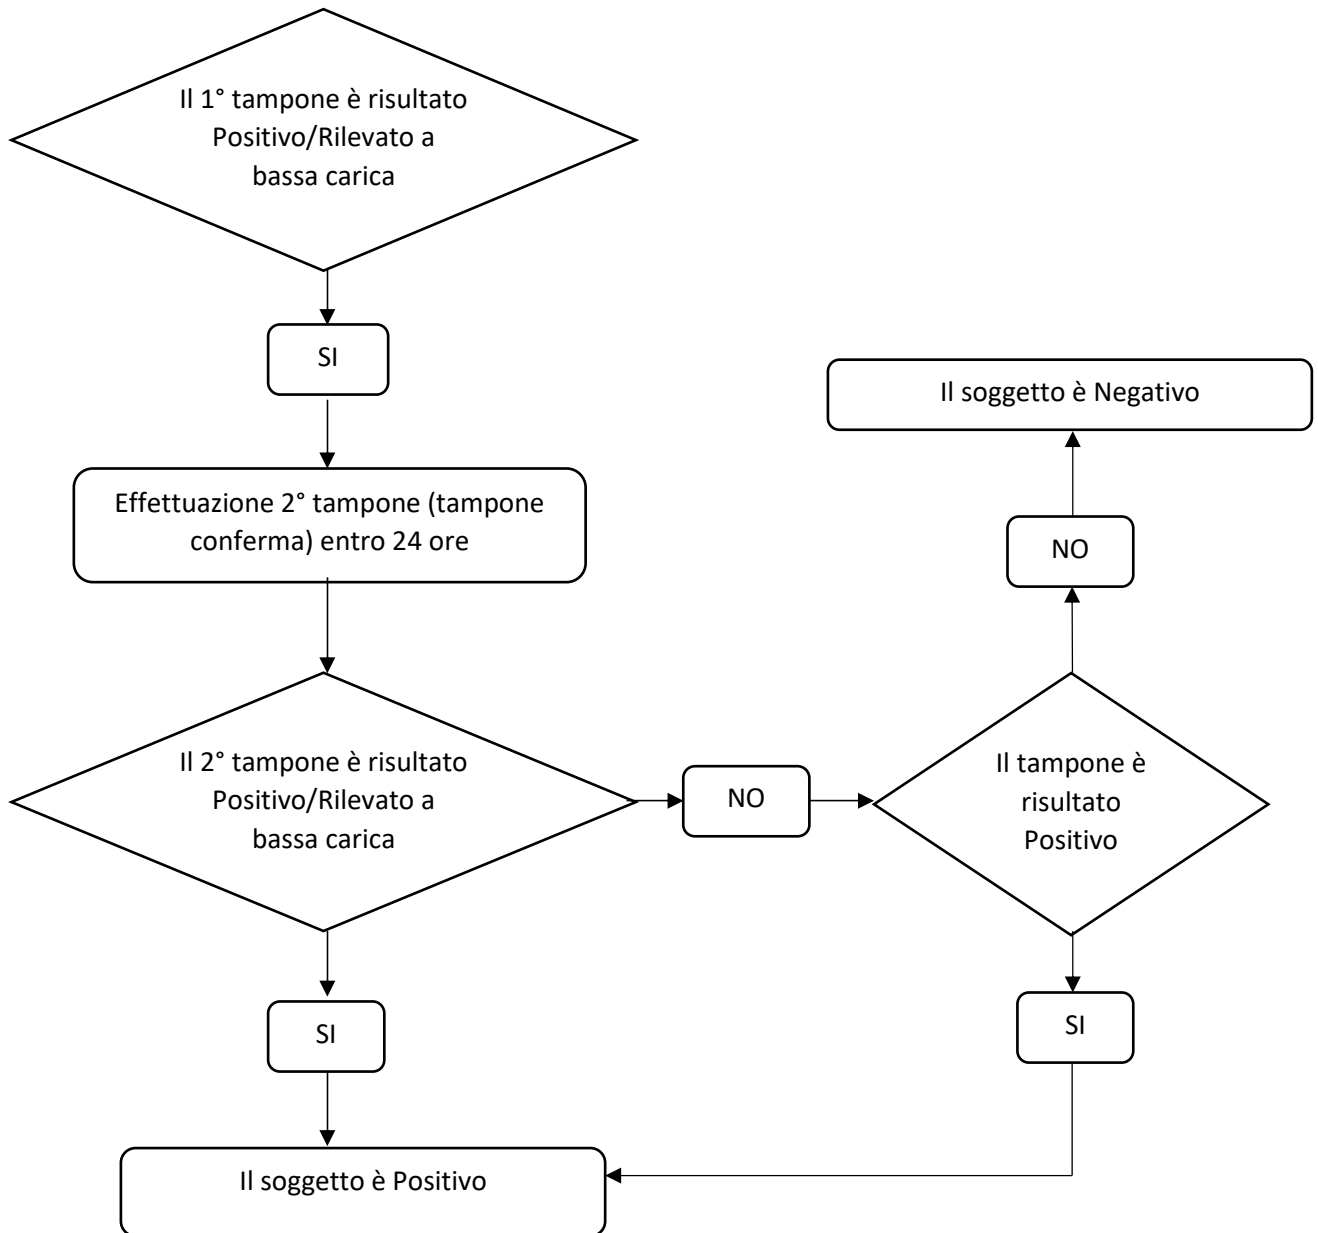 Il 1° tampone è risultato
Positivo/Rilevato a
bassa carica
SI
Il soggetto è Negativo
Effettuazione 2° tampone (tampone
conferma) entro 24 ore
NO
Il 2° tampone è risultato
Positivo/Rilevato a
bassa carica
NO
Il tampone è
risultato
Positivo
SI
SI
Il soggetto è Positivo